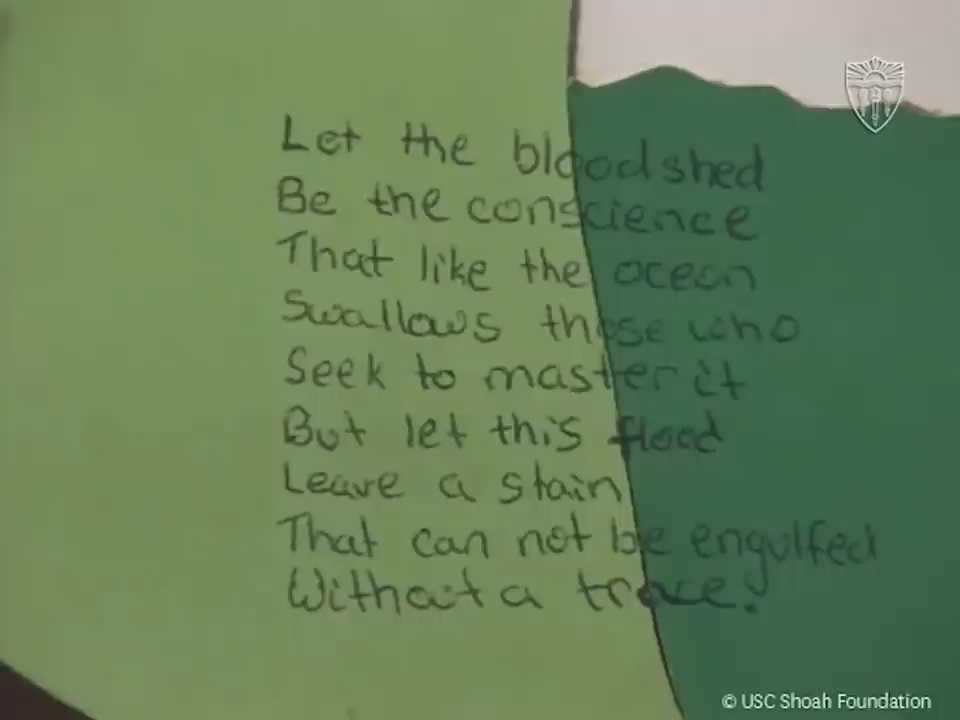 Let the bloodshed
Be the conscience
That like the ocean
Swallows those who
Seek to master it
But let this flood
Leave a stain
That can not be engulfed
Without a trace.
© USC Shoah Foundation